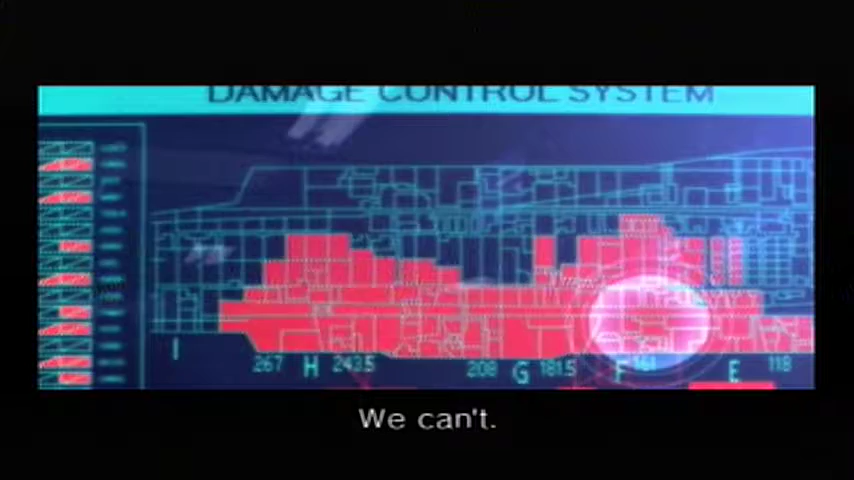 DAMAGE CONTROL SYSTEM
I 267 H 243.5 208 G 181.5 F 161 E 118
We can't.